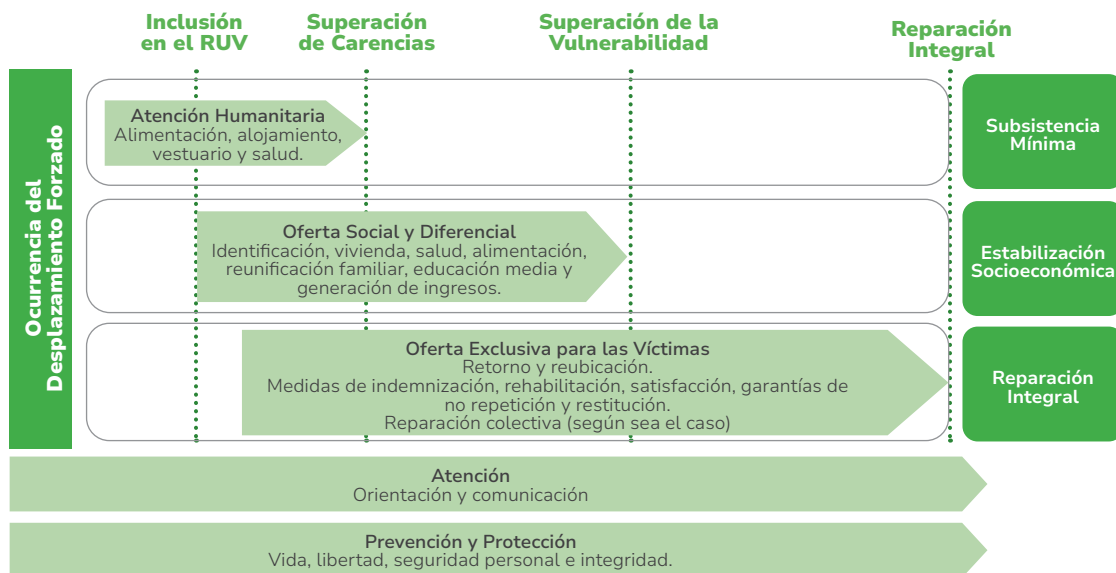 Inclusión
en el RUV
Superación
de Carencias
Superación de la
Vulnerabilidad
Reparación
Integral
Ocurrencia del
Desplazamiento Forzado
Atención Humanitaria
Alimentación, alojamiento,
vestuario y salud.
Subsistencia
Mínima
Oferta Social y Diferencial
Identificación, vivienda, salud, alimentación,
reunificación familiar, educación media y
generación de ingresos.
Estabilización
Socioeconómica
Oferta Exclusiva para las Víctimas
Retorno y reubicación.
Medidas de indemnización, rehabilitación, satisfacción, garantías de
no repetición y restitución.
Reparación colectiva (según sea el caso)
Reparación
Integral
Atención
Orientación y comunicación
Prevención y Protección
Vida, libertad, seguridad personal e integridad.